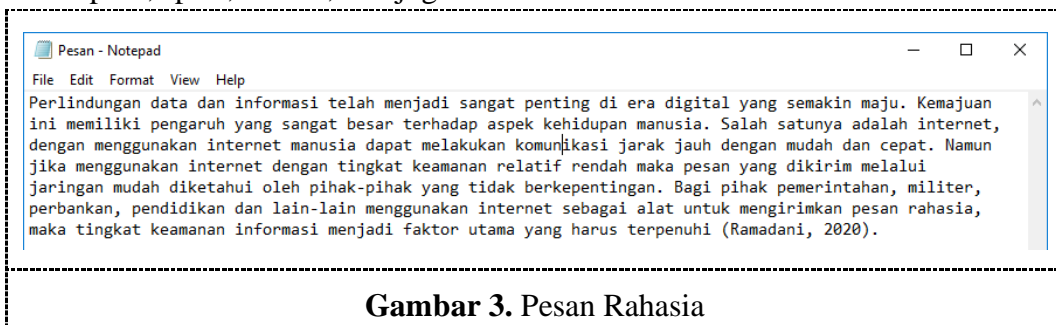 Pesan - Notepad
File Edit Format View Help
Perlindungan data dan informasi telah menjadi sangat penting di era digital yang semakin maju. Kemajuan
ini memiliki pengaruh yang sangat besar terhadap aspek kehidupan manusia. Salah satunya adalah internet,
dengan menggunakan internet manusia dapat melakukan komunikasi jarak jauh dengan mudah dan cepat. Namun
jika menggunakan internet dengan tingkat keamanan relatif rendah maka pesan yang dikirim melalui
jaringan mudah diketahui oleh pihak-pihak yang tidak berkepentingan. Bagi pihak pemerintahan, militer,
perbankan, pendidikan dan lain-lain menggunakan internet sebagai alat untuk mengirimkan pesan rahasia,
maka tingkat keamanan informasi menjadi faktor utama yang harus terpenuhi (Ramadani, 2020).
Gambar 3. Pesan Rahasia